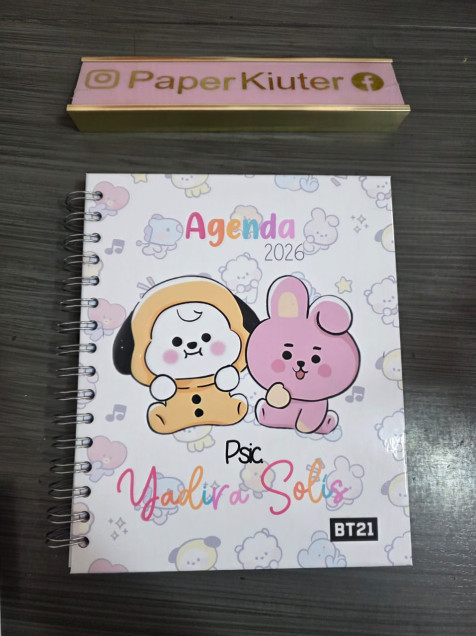 PaperKiuter
Agenda
2026
Psic.
Yadira Solis
BT21